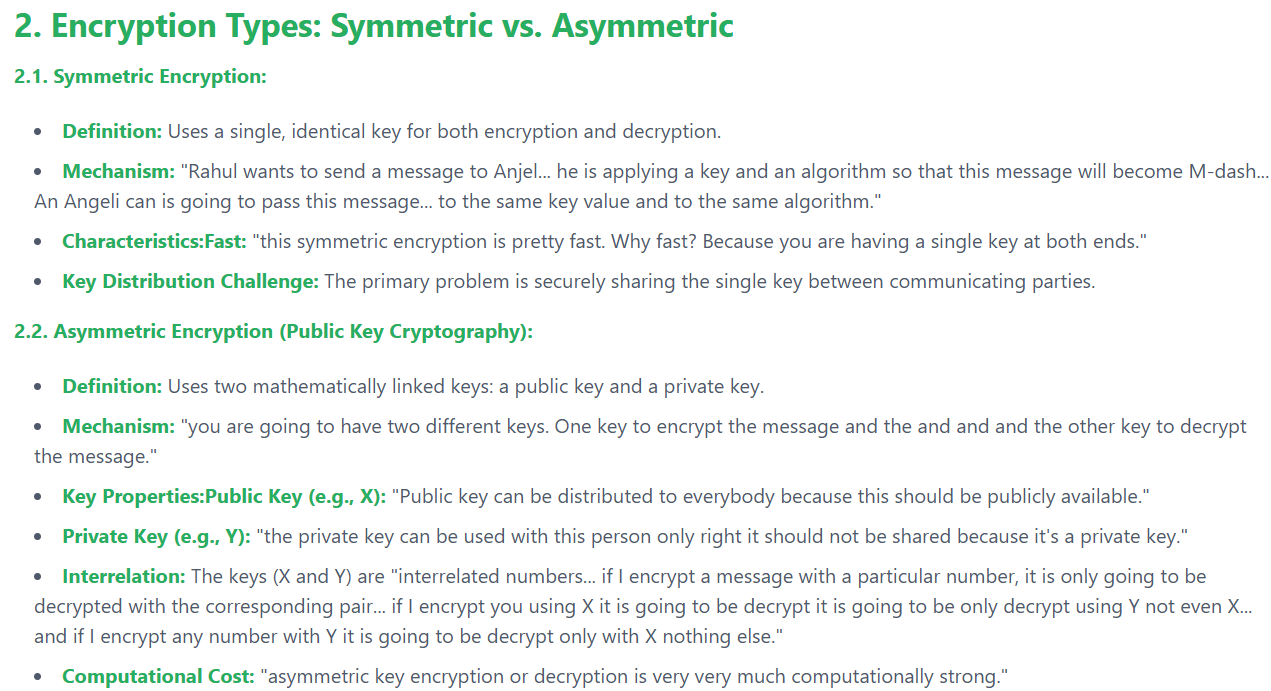 2. Encryption Types: Symmetric vs. Asymmetric
2.1. Symmetric Encryption:
• Definition: Uses a single, identical key for both encryption and decryption.
• Mechanism: "Rahul wants to send a message to Anjel... he is applying a key and an algorithm so that this message will become M-dash...
An Angeli can is going to pass this message... to the same key value and to the same algorithm."
• Characteristics:Fast: "this symmetric encryption is pretty fast. Why fast? Because you are having a single key at both ends."
• Key Distribution Challenge: The primary problem is securely sharing the single key between communicating parties.
2.2. Asymmetric Encryption (Public Key Cryptography):
• Definition: Uses two mathematically linked keys: a public key and a private key.
• Mechanism: "you are going to have two different keys. One key to encrypt the message and the and and and the other key to decrypt
the message."
• Key Properties:Public Key (e.g., X): "Public key can be distributed to everybody because this should be publicly available."
• Private Key (e.g., Y): "the private key can be used with this person only right it should not be shared because it's a private key."
• Interrelation: The keys (X and Y) are "interrelated numbers... if I encrypt a message with a particular number, it is only going to be
decrypted with the corresponding pair... if I encrypt you using X it is going to be decrypt it is going to be only decrypt using Y not even X...
and if I encrypt any number with Y it is going to be decrypt only with X nothing else."
• Computational Cost: "asymmetric key encryption or decryption is very very much computationally strong."